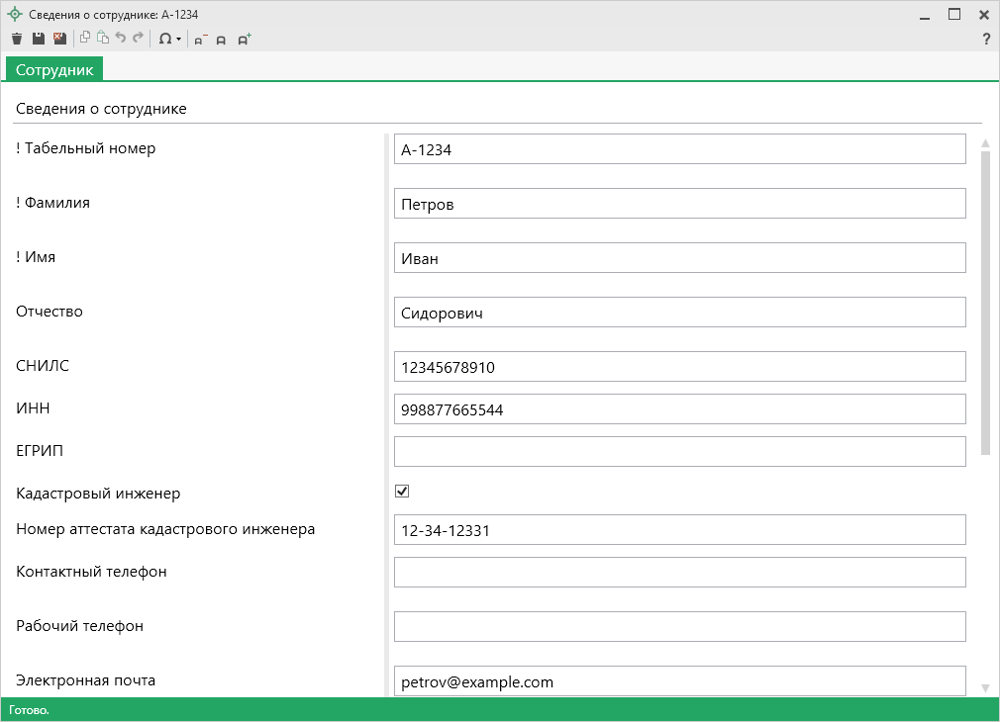 Сведения о сотруднике: А-1234
Ω A⁻ A A⁺ ?
Сотрудник
Сведения о сотруднике
! Табельный номер А-1234
! Фамилия Петров
! Имя Иван
Отчество Сидорович
СНИЛС 12345678910
ИНН 998877665544
ЕГРИП
Кадастровый инженер
Номер аттестата кадастрового инженера 12-34-12331
Контактный телефон
Рабочий телефон
Электронная почта petrov@example.com
Готово.